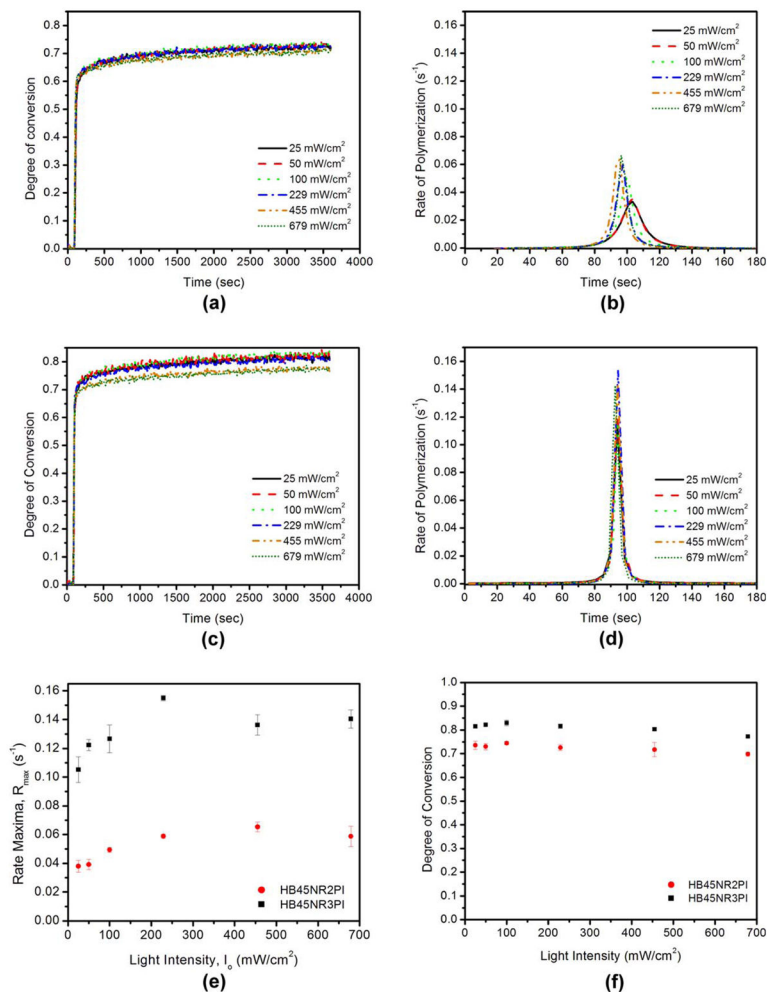 0.8
0.7
0.6
0.5
0.4
0.3
0.2
0.1
0.0
Degree of conversion
25 mW/cm²
50 mW/cm²
100 mW/cm²
229 mW/cm²
455 mW/cm²
679 mW/cm²
0 500 1000 1500 2000 2500 3000 3500 4000
Time (sec)
(a)
0.16
0.14
0.12
0.10
0.08
0.06
0.04
0.02
0.00
Rate of Polymerization (s⁻¹)
25 mW/cm²
50 mW/cm²
100 mW/cm²
229 mW/cm²
455 mW/cm²
679 mW/cm²
0 20 40 60 80 100 120 140 160 180
Time (sec)
(b)
0.8
0.7
0.6
0.5
0.4
0.3
0.2
0.1
0.0
Degree of Conversion
25 mW/cm²
50 mW/cm²
100 mW/cm²
229 mW/cm²
455 mW/cm²
679 mW/cm²
0 500 1000 1500 2000 2500 3000 3500 4000
Time (sec)
(c)
0.16
0.14
0.12
0.10
0.08
0.06
0.04
0.02
0.00
Rate of Polymerization (s⁻¹)
25 mW/cm²
50 mW/cm²
100 mW/cm²
229 mW/cm²
455 mW/cm²
679 mW/cm²
0 20 40 60 80 100 120 140 160 180
Time (sec)
(d)
0.16
0.14
0.12
0.10
0.08
0.06
0.04
0.02
0.00
Rate Maxima, Rmax (s⁻¹)
HB45NR2PI
HB45NR3PI
0 100 200 300 400 500 600 700
Light Intensity, Io (mW/cm²)
(e)
1.0
0.9
0.8
0.7
0.6
0.5
0.4
0.3
0.2
0.1
0.0
Degree of Conversion
HB45NR2PI
HB45NR3PI
0 100 200 300 400 500 600 700
Light Intensity (mW/cm²)
(f)